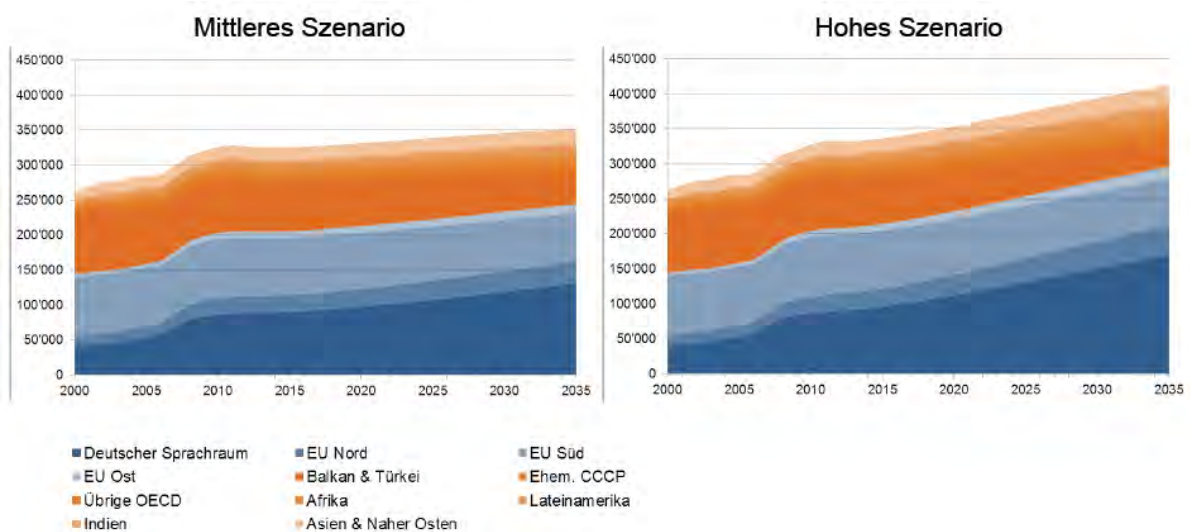 Mittleres Szenario
450'000
400'000
350'000
300'000
250'000
200'000
150'000
100'000
50'000
0
2000 2005 2010 2015 2020 2025 2030 2035
Hohes Szenario
450'000
400'000
350'000
300'000
250'000
200'000
150'000
100'000
50'000
0
2000 2005 2010 2015 2020 2025 2030 2035
Deutscher Sprachraum EU Nord EU Süd
EU Ost Balkan & Türkei Ehem. CCCP
Übrige OECD Afrika Lateinamerika
Indien Asien & Naher Osten